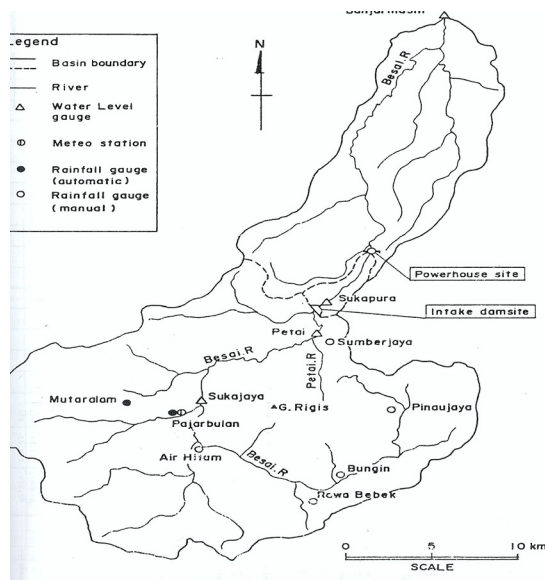 Legend
Basin boundary
River
Water Level
gauge
Meteo station
Rainfall gauge
(automatic)
Rainfall gauge
(manual)
N
Besai.R
Powerhouse site
Sukapura
Intake damsite
Petai
Sumberjaya
Besai.R
Petai.R
Mutaralam
Sukajaya
G.Rigis
Pinaujaya
Pajarbulan
Air Hitam
Besai.R
Bungin
Rowa Bebek
0 5 10 km
SCALE